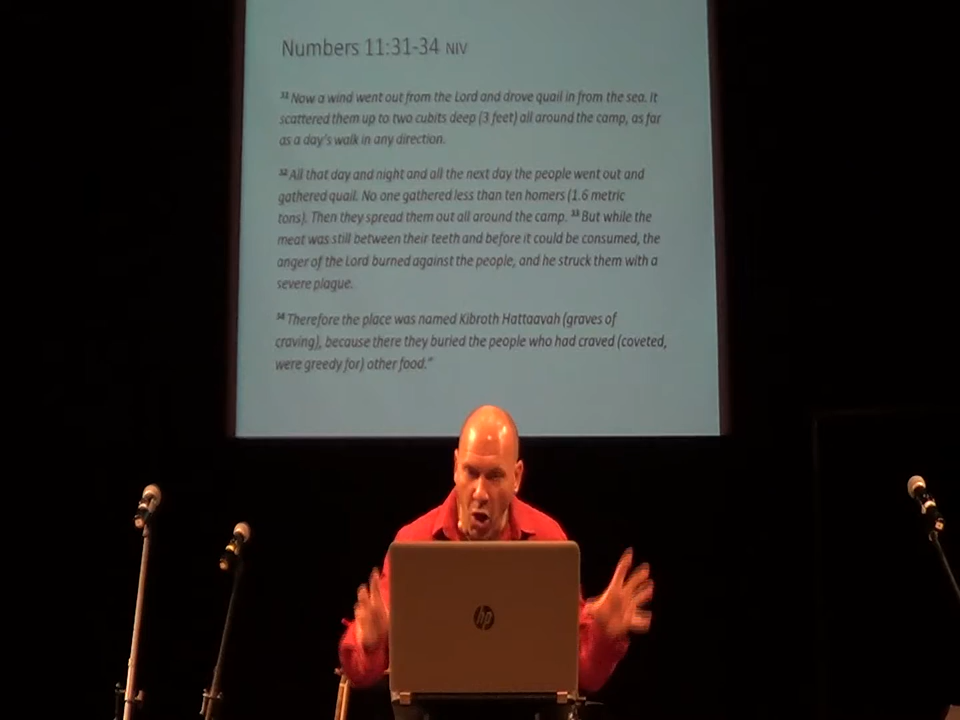 Numbers 11:31-34 NIV
³¹ Now a wind went out from the Lord and drove quail in from the sea. It
scattered them up to two cubits deep (3 feet) all around the camp, as far
as a day's walk in any direction.
³² All that day and night and all the next day the people went out and
gathered quail. No one gathered less than ten homers (1.6 metric
tons). Then they spread them out all around the camp. ³³ But while the
meat was still between their teeth and before it could be consumed, the
anger of the Lord burned against the people, and he struck them with a
severe plague.
³⁴ Therefore the place was named Kibroth Hattaavah (graves of
craving), because there they buried the people who had craved (coveted,
were greedy for) other food."
hp